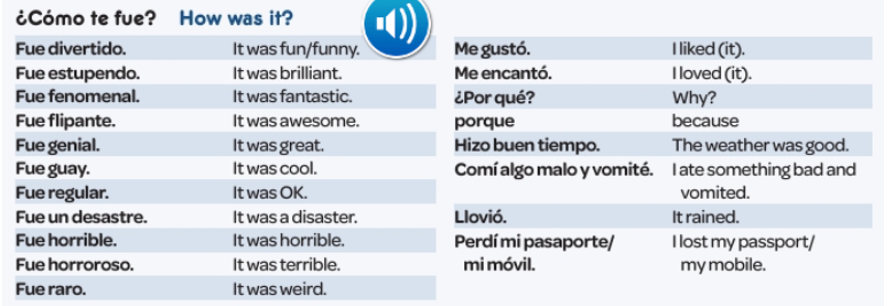 ¿Cómo te fue? How was it?
Fue divertido. It was fun/funny.
Fue estupendo. It was brilliant.
Fue fenomenal. It was fantastic.
Fue flipante. It was awesome.
Fue genial. It was great.
Fue guay. It was cool.
Fue regular. It was OK.
Fue un desastre. It was a disaster.
Fue horrible. It was horrible.
Fue horroroso. It was terrible.
Fue raro. It was weird.
Me gustó. I liked (it).
Me encantó. I loved (it).
¿Por qué? Why?
porque because
Hizo buen tiempo. The weather was good.
Comí algo malo y vomité. I ate something bad and
vomited.
Llovió. It rained.
Perdí mi pasaporte/ I lost my passport/
mi móvil. my mobile.